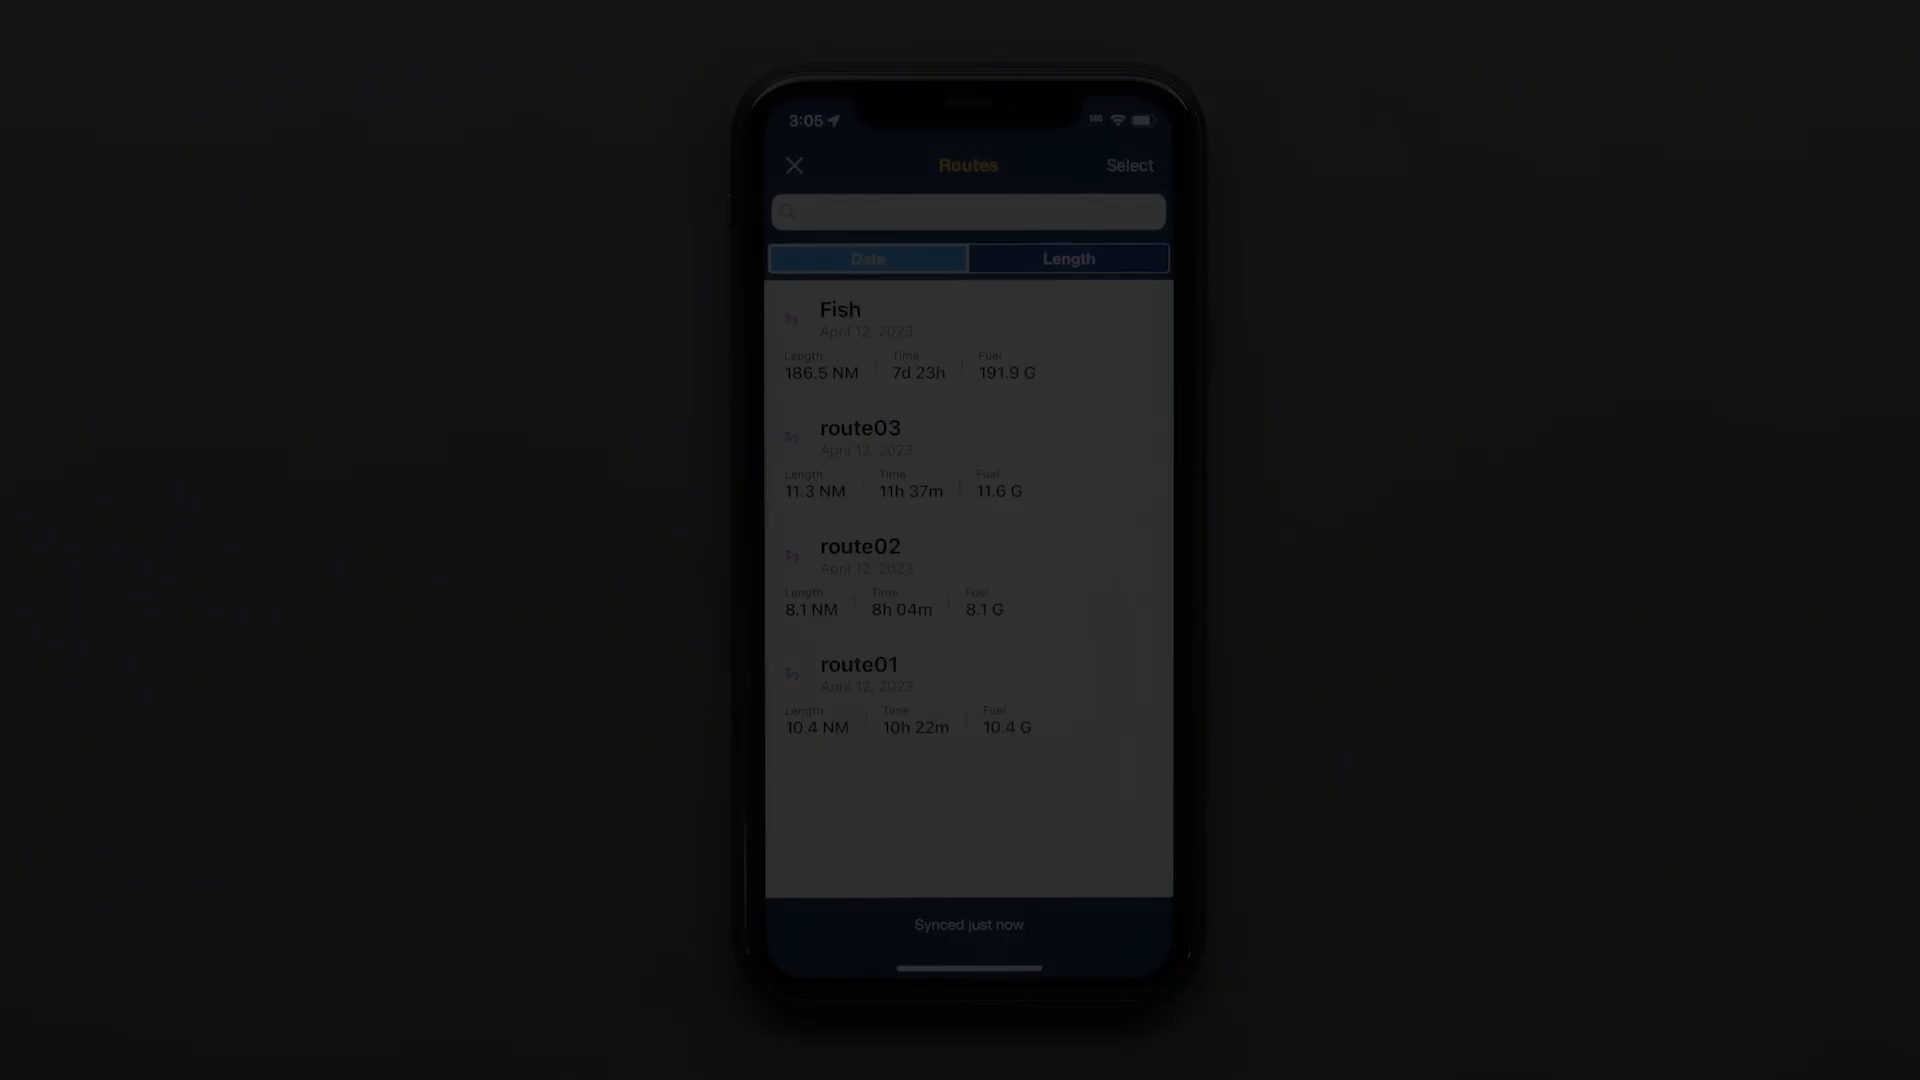 3:05
Routes
Select
Date
Length
Fish
April 12, 2023
Length Time Fuel
186.5 NM 7d 23h 191.9 G
route03
April 12, 2023
Length Time Fuel
11.3 NM 11h 37m 11.6 G
route02
April 12, 2023
Length Time Fuel
8.1 NM 8h 04m 8.1 G
route01
April 12, 2023
Length Time Fuel
10.4 NM 10h 22m 10.4 G
Synced just now